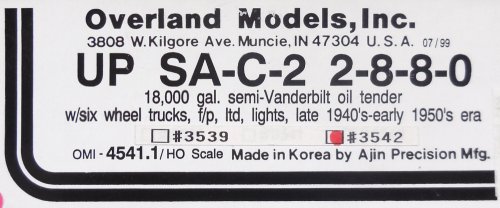 Overland Models, Inc.
3808 W. Kilgore Ave. Muncie, IN 47304 U. S. A. 07/99
UP SA-C-2 2-8-8-0
18,000 gal. semi-Vanderbilt oil tender
w/six wheel trucks, f/p, ltd, lights, late 1940's-early 1950's era
#3539 #3542
OMI - 4541.1/HO Scale Made in Korea by Ajin Precision Mfg.